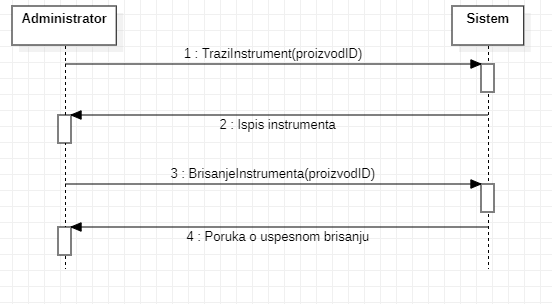 Administrator
Sistem
1 : TraziInstrument(proizvodID)
2 : Ispis instrumenta
3 : BrisanjeInstrumenta(proizvodID)
4 : Poruka o uspesnom brisanju